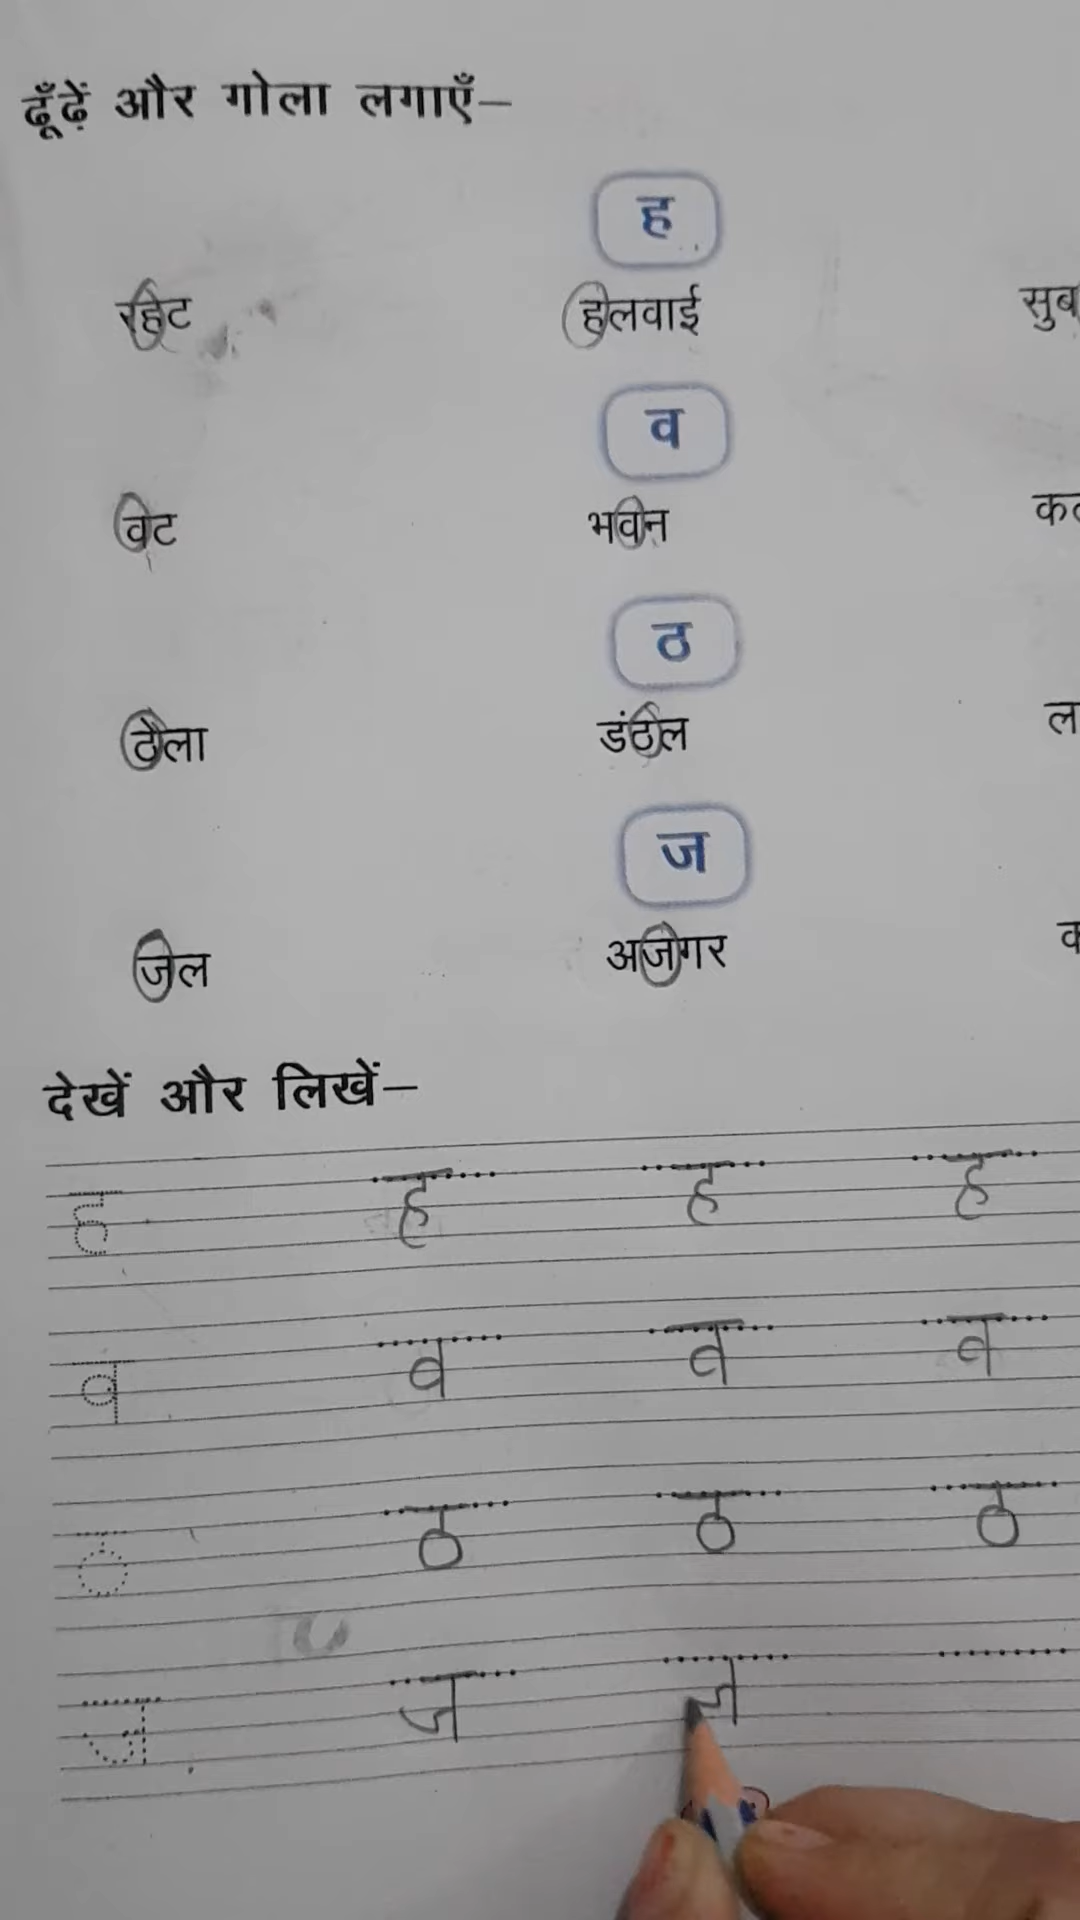 ढूँढ़ें और गोला लगाएँ—
ह
रहट हलवाई
व
वट भवन
ठ
ठेला डंठल
ज
जल अजगर
देखें और लिखें—
ह ह ह ह
व व व व
ठ ठ ठ ठ
ज ज ज